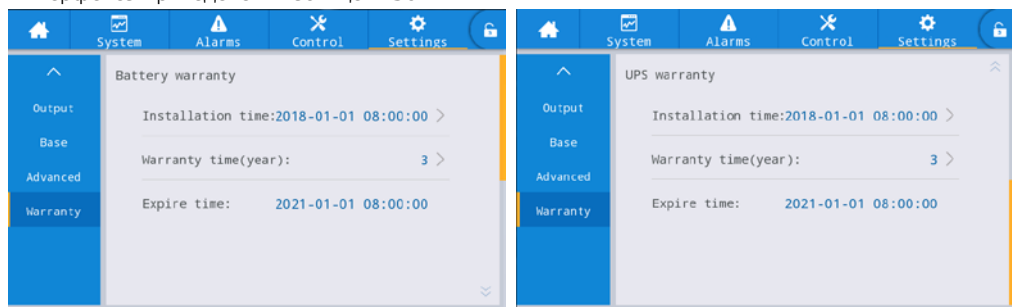 System Alarms Control Settings
Battery warranty
Output
Installation time:2018-01-01 08:00:00
Base
Warranty time(year): 3
Advanced
Warranty
Expire time: 2021-01-01 08:00:00
System Alarms Control Settings
UPS warranty
Output
Installation time:2018-01-01 08:00:00
Base
Warranty time(year): 3
Advanced
Warranty
Expire time: 2021-01-01 08:00:00